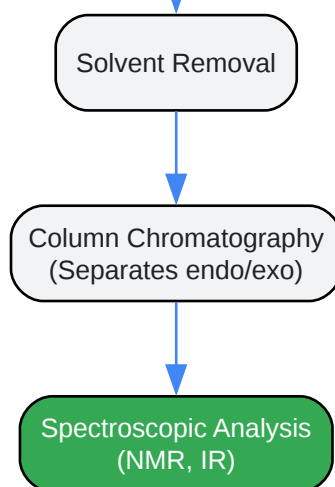 Solvent Removal
Column Chromatography
(Separates endo/exo)
Spectroscopic Analysis
(NMR, IR)